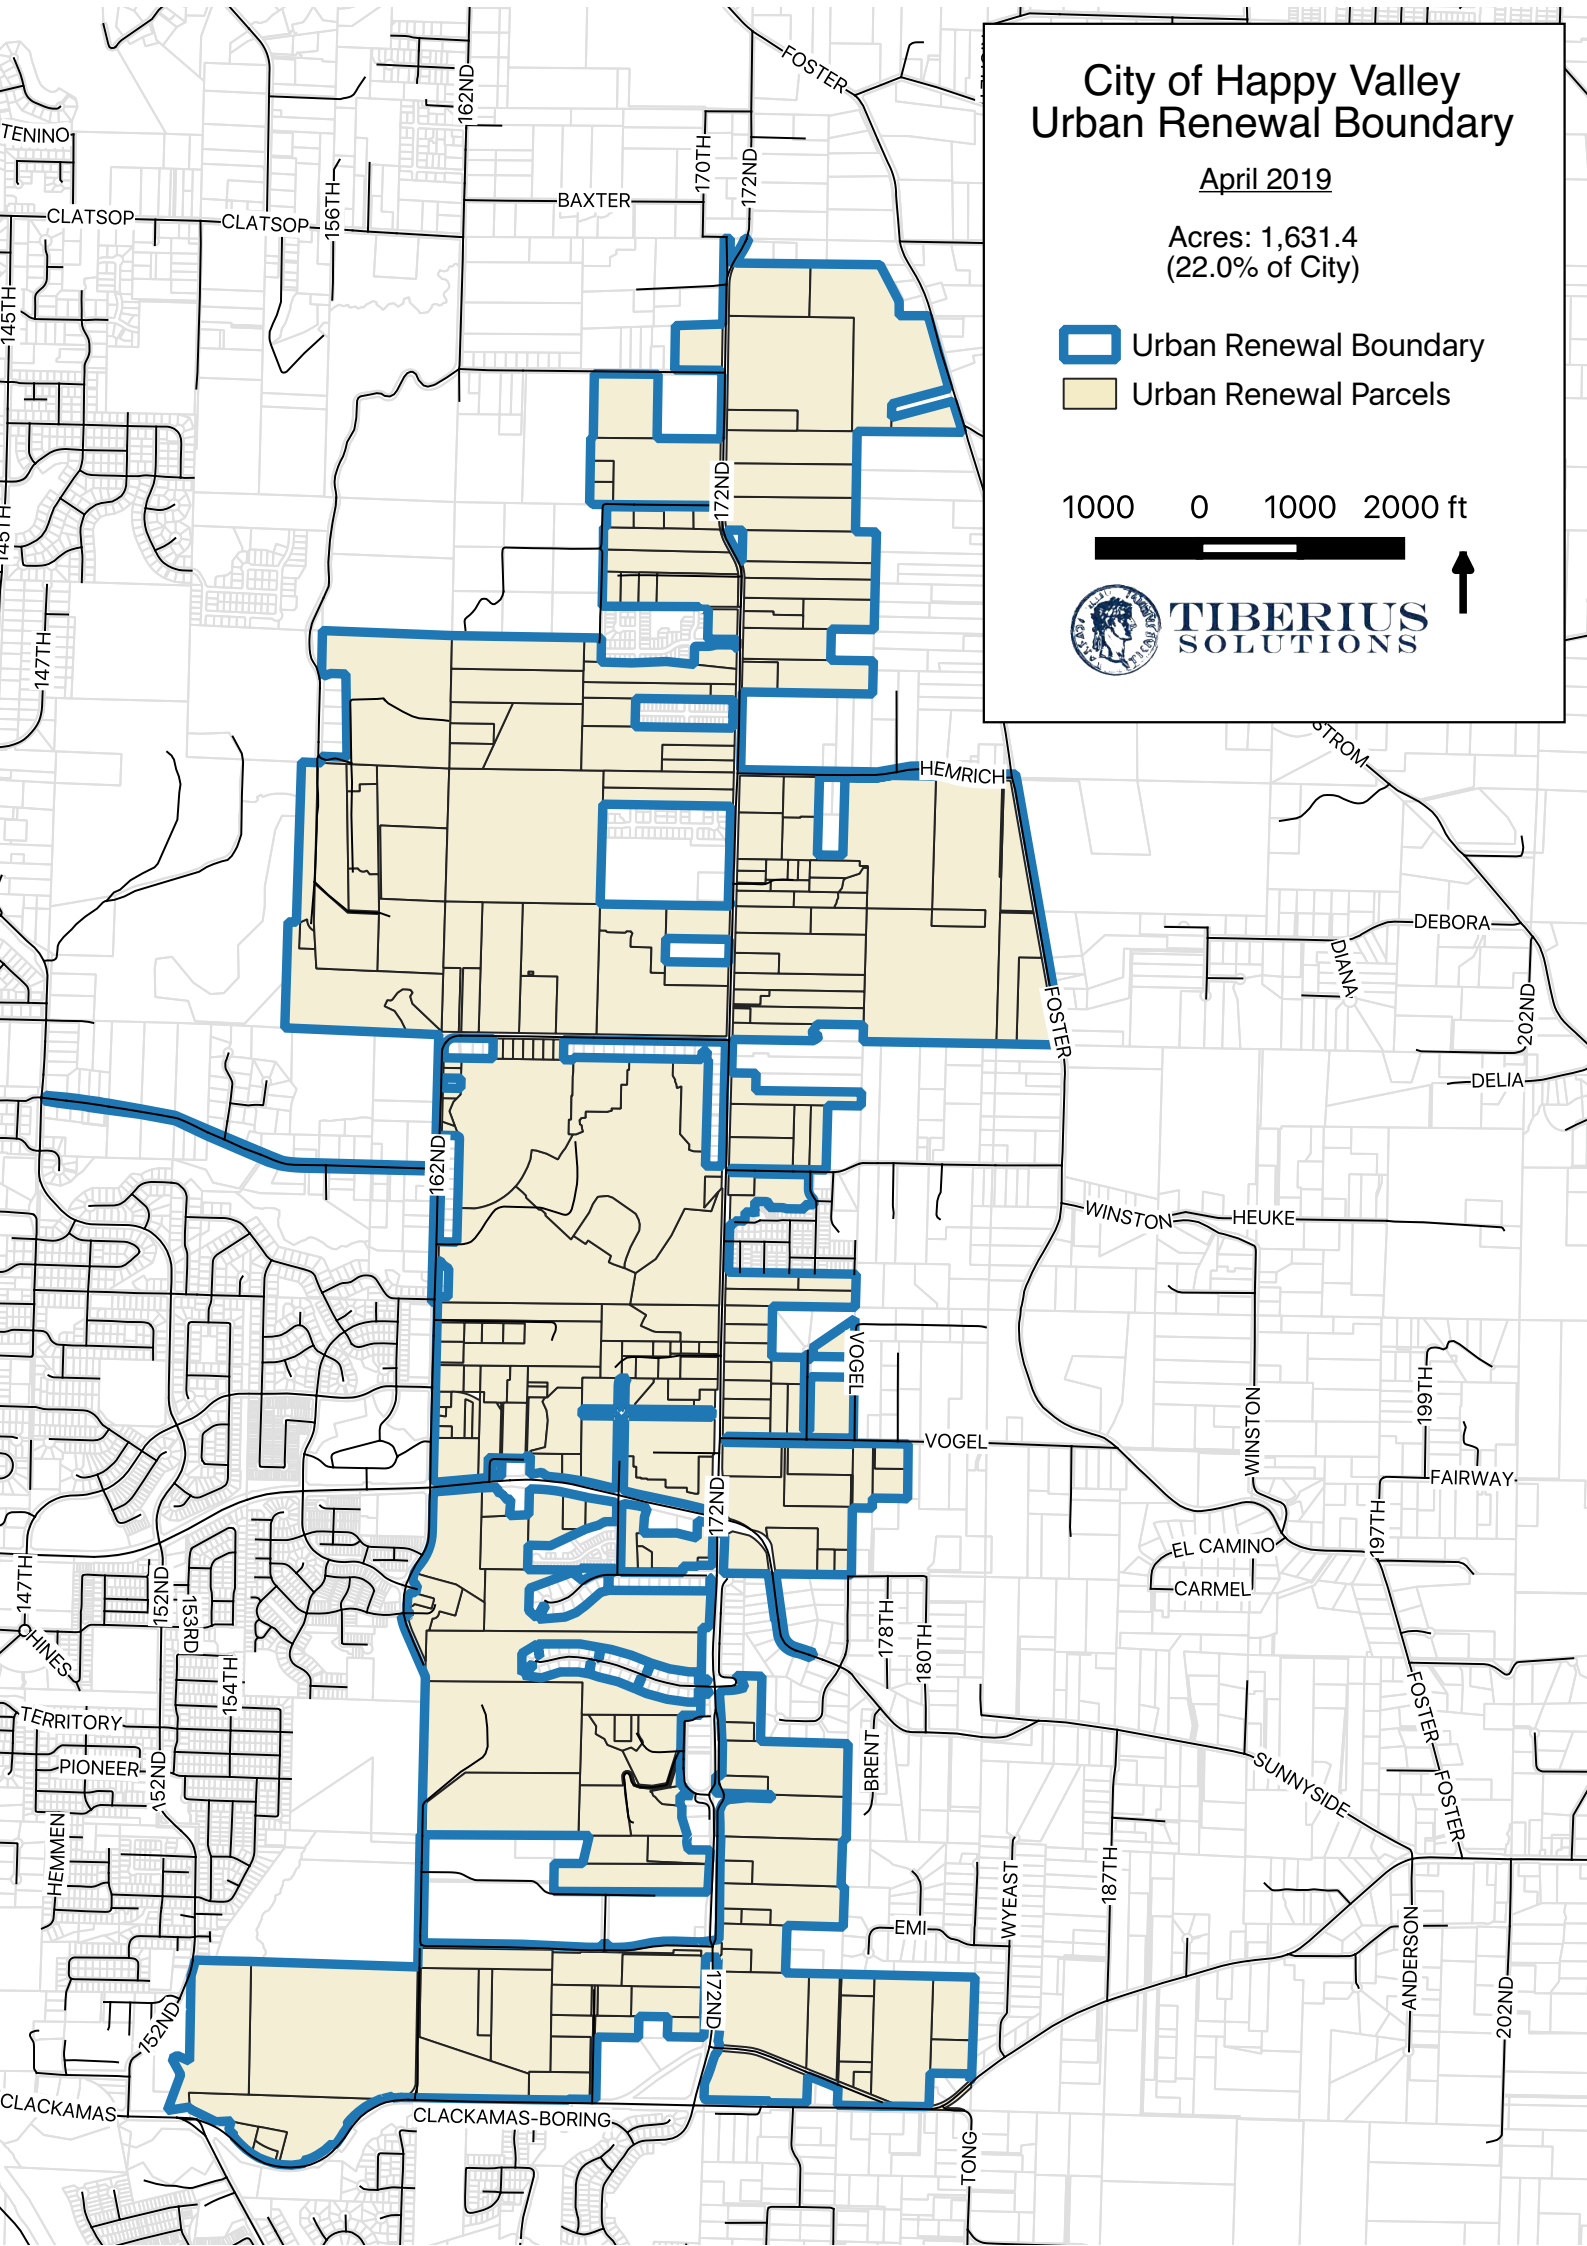 City of Happy Valley
Urban Renewal Boundary
April 2019
Acres: 1,631.4
(22.0% of City)
Urban Renewal Boundary
Urban Renewal Parcels
1000 0 1000 2000 ft
TIBERIUS
SOLUTIONS
FOSTER
162ND
TENINO
170TH
172ND
156TH
BAXTER
CLATSOP
CLATSOP
145TH
172ND
145TH
147TH
STROM
HEMRICH
DEBORA
DIANA
202ND
FOSTER
DELIA
162ND
WINSTON
HEUKE
VOGEL
199TH
WINSTON
VOGEL
FAIRWAY
172ND
197TH
EL CAMINO
CARMEL
147TH
152ND
153RD
HINES
178TH
180TH
154TH
FOSTER
TERRITORY
BRENT
PIONEER
152ND
SUNNYSIDE
FOSTER
HEMMEN
187TH
WYEAST
EMI
ANDERSON
172ND
202ND
152ND
CLACKAMAS
CLACKAMAS-BORING
TONG